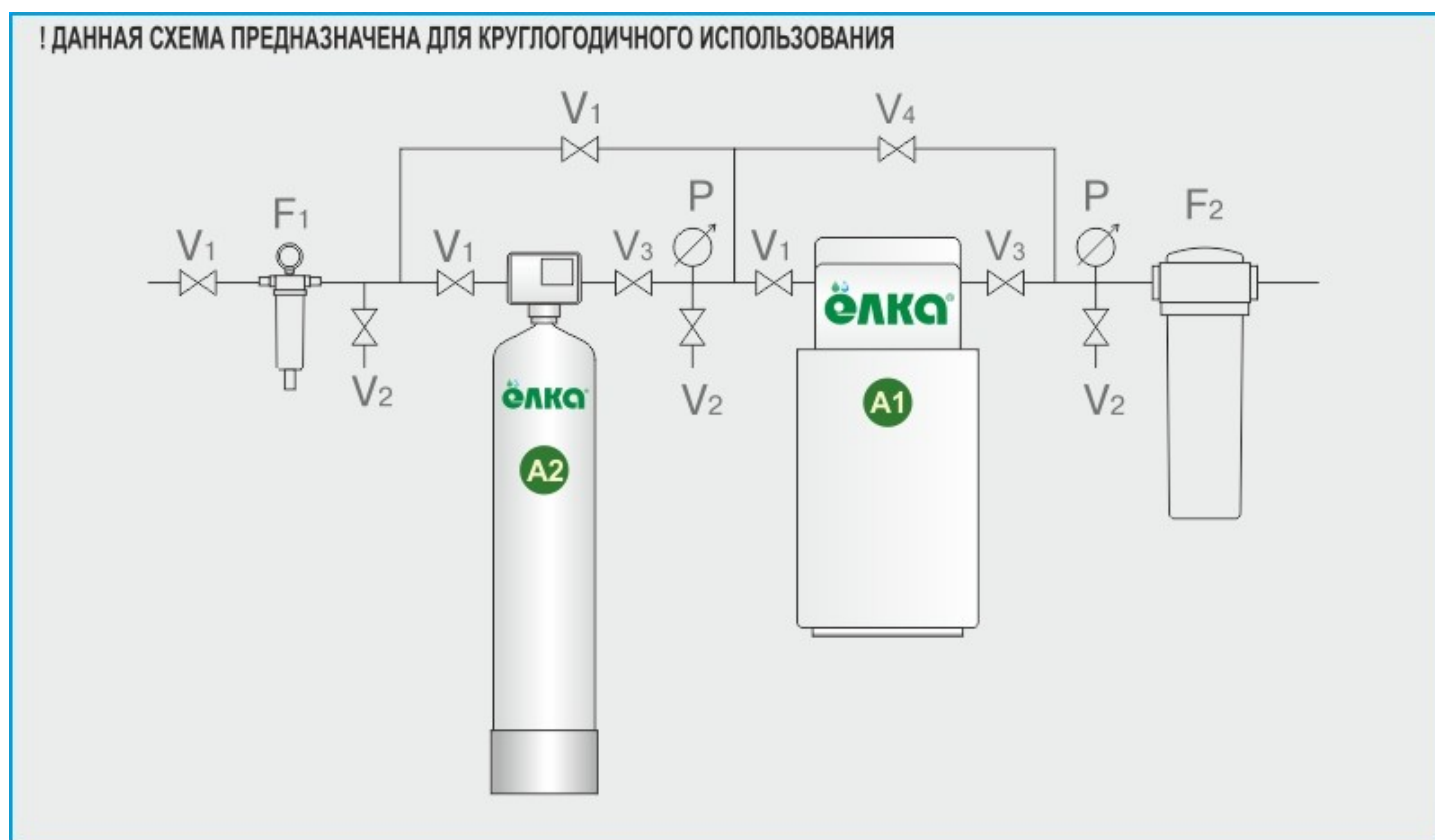 ! ДАННАЯ СХЕМА ПРЕДНАЗНАЧЕНА ДЛЯ КРУГЛОГОДИЧНОГО ИСПОЛЬЗОВАНИЯ
V1 V4
V1 F1 V1 V3 P V1 V3 P F2
ёлка®
V2 ёлка® V2 A1 V2
A2